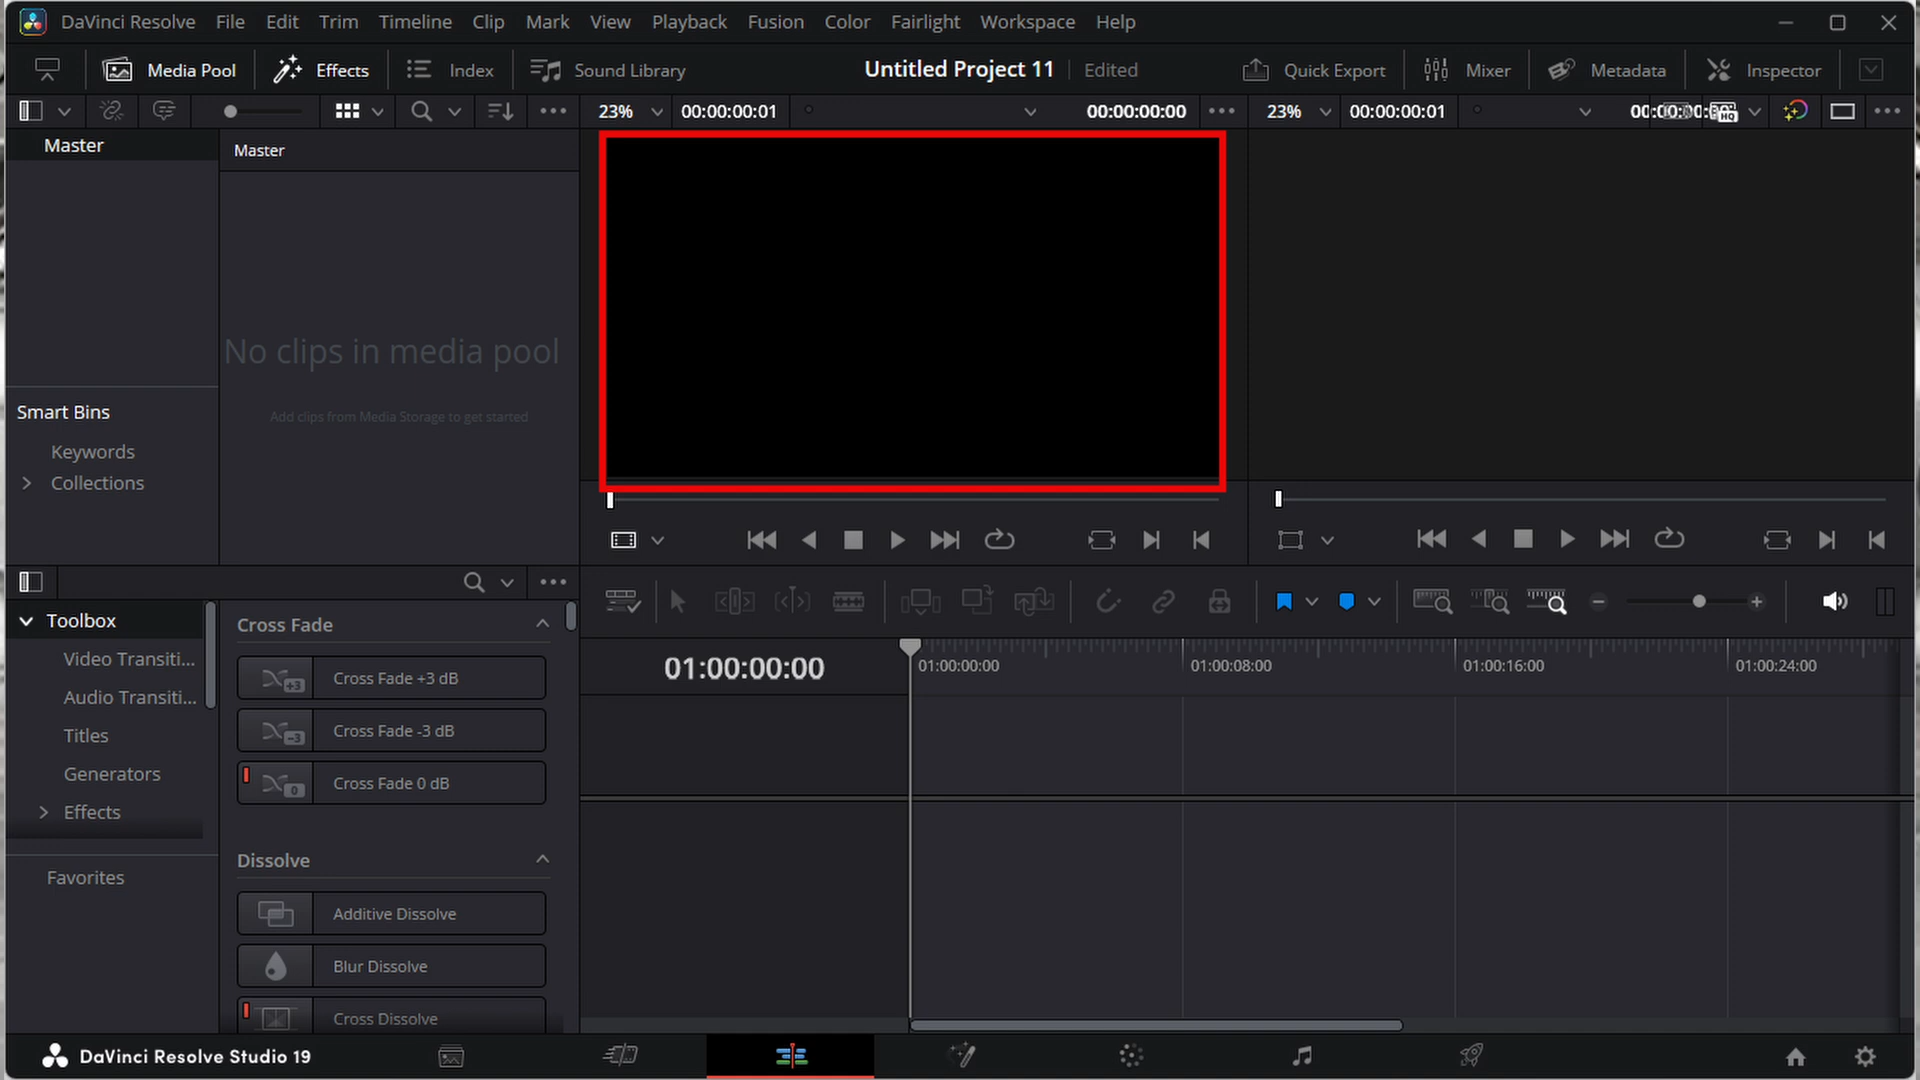 DaVinci Resolve File Edit Trim Timeline Clip Mark View Playback Fusion Color Fairlight Workspace Help
Media Pool Effects Index Sound Library Untitled Project 11 Edited Quick Export Mixer Metadata Inspector
23% 00:00:00:01 00:00:00:00 23% 00:00:00:01
HQ
Master
Master
No clips in media pool
Add clips from Media Storage to get started
Smart Bins
Keywords
Collections
Toolbox
Video Transiti...
Audio Transiti...
Titles
Generators
Effects
Favorites
Cross Fade
+3 Cross Fade +3 dB
-3 Cross Fade -3 dB
0 Cross Fade 0 dB
Dissolve
Additive Dissolve
Blur Dissolve
Cross Dissolve
01:00:00:00
01:00:00:00 01:00:08:00 01:00:16:00 01:00:24:00
DaVinci Resolve Studio 19